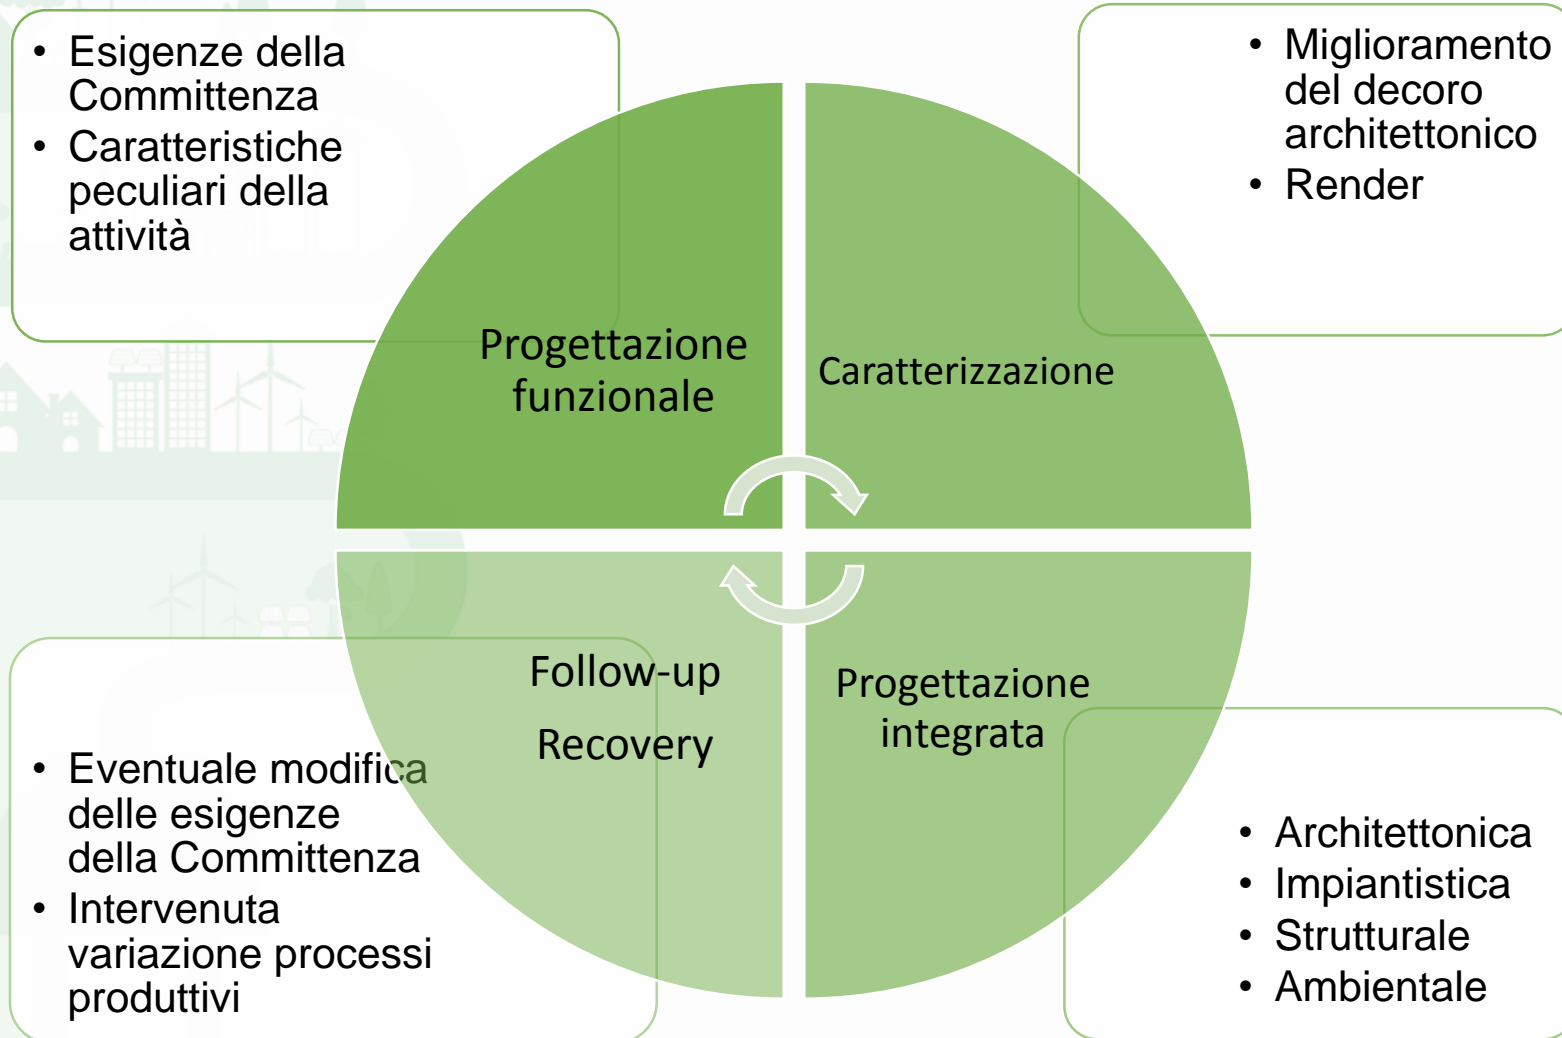 • Esigenze della
Committenza
• Caratteristiche
peculiari della
attività
• Miglioramento
del decoro
architettonico
• Render
Progettazione
funzionale
Caratterizzazione
Follow-up
Recovery
Progettazione
integrata
• Eventuale modifica
delle esigenze
della Committenza
• Intervenuta
variazione processi
produttivi
• Architettonica
• Impiantistica
• Strutturale
• Ambientale